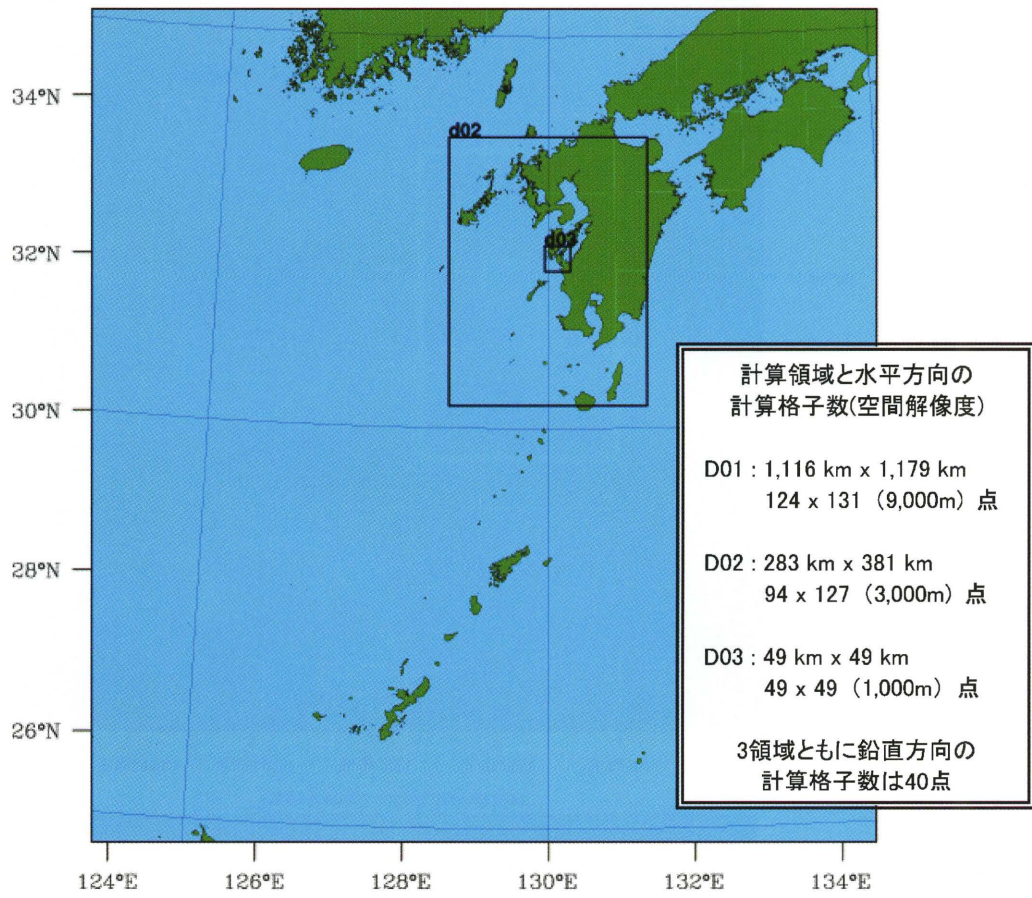 34°N
32°N
30°N
28°N
26°N
124°E
126°E
128°E
130°E
132°E
134°E
d02
d03
計算領域と水平方向の
計算格子数(空間解像度)
D01 : 1,116 km x 1,179 km
124 x 131 (9,000m) 点
D02 : 283 km x 381 km
94 x 127 (3,000m) 点
D03 : 49 km x 49 km
49 x 49 (1,000m) 点
3領域ともに鉛直方向の
計算格子数は40点